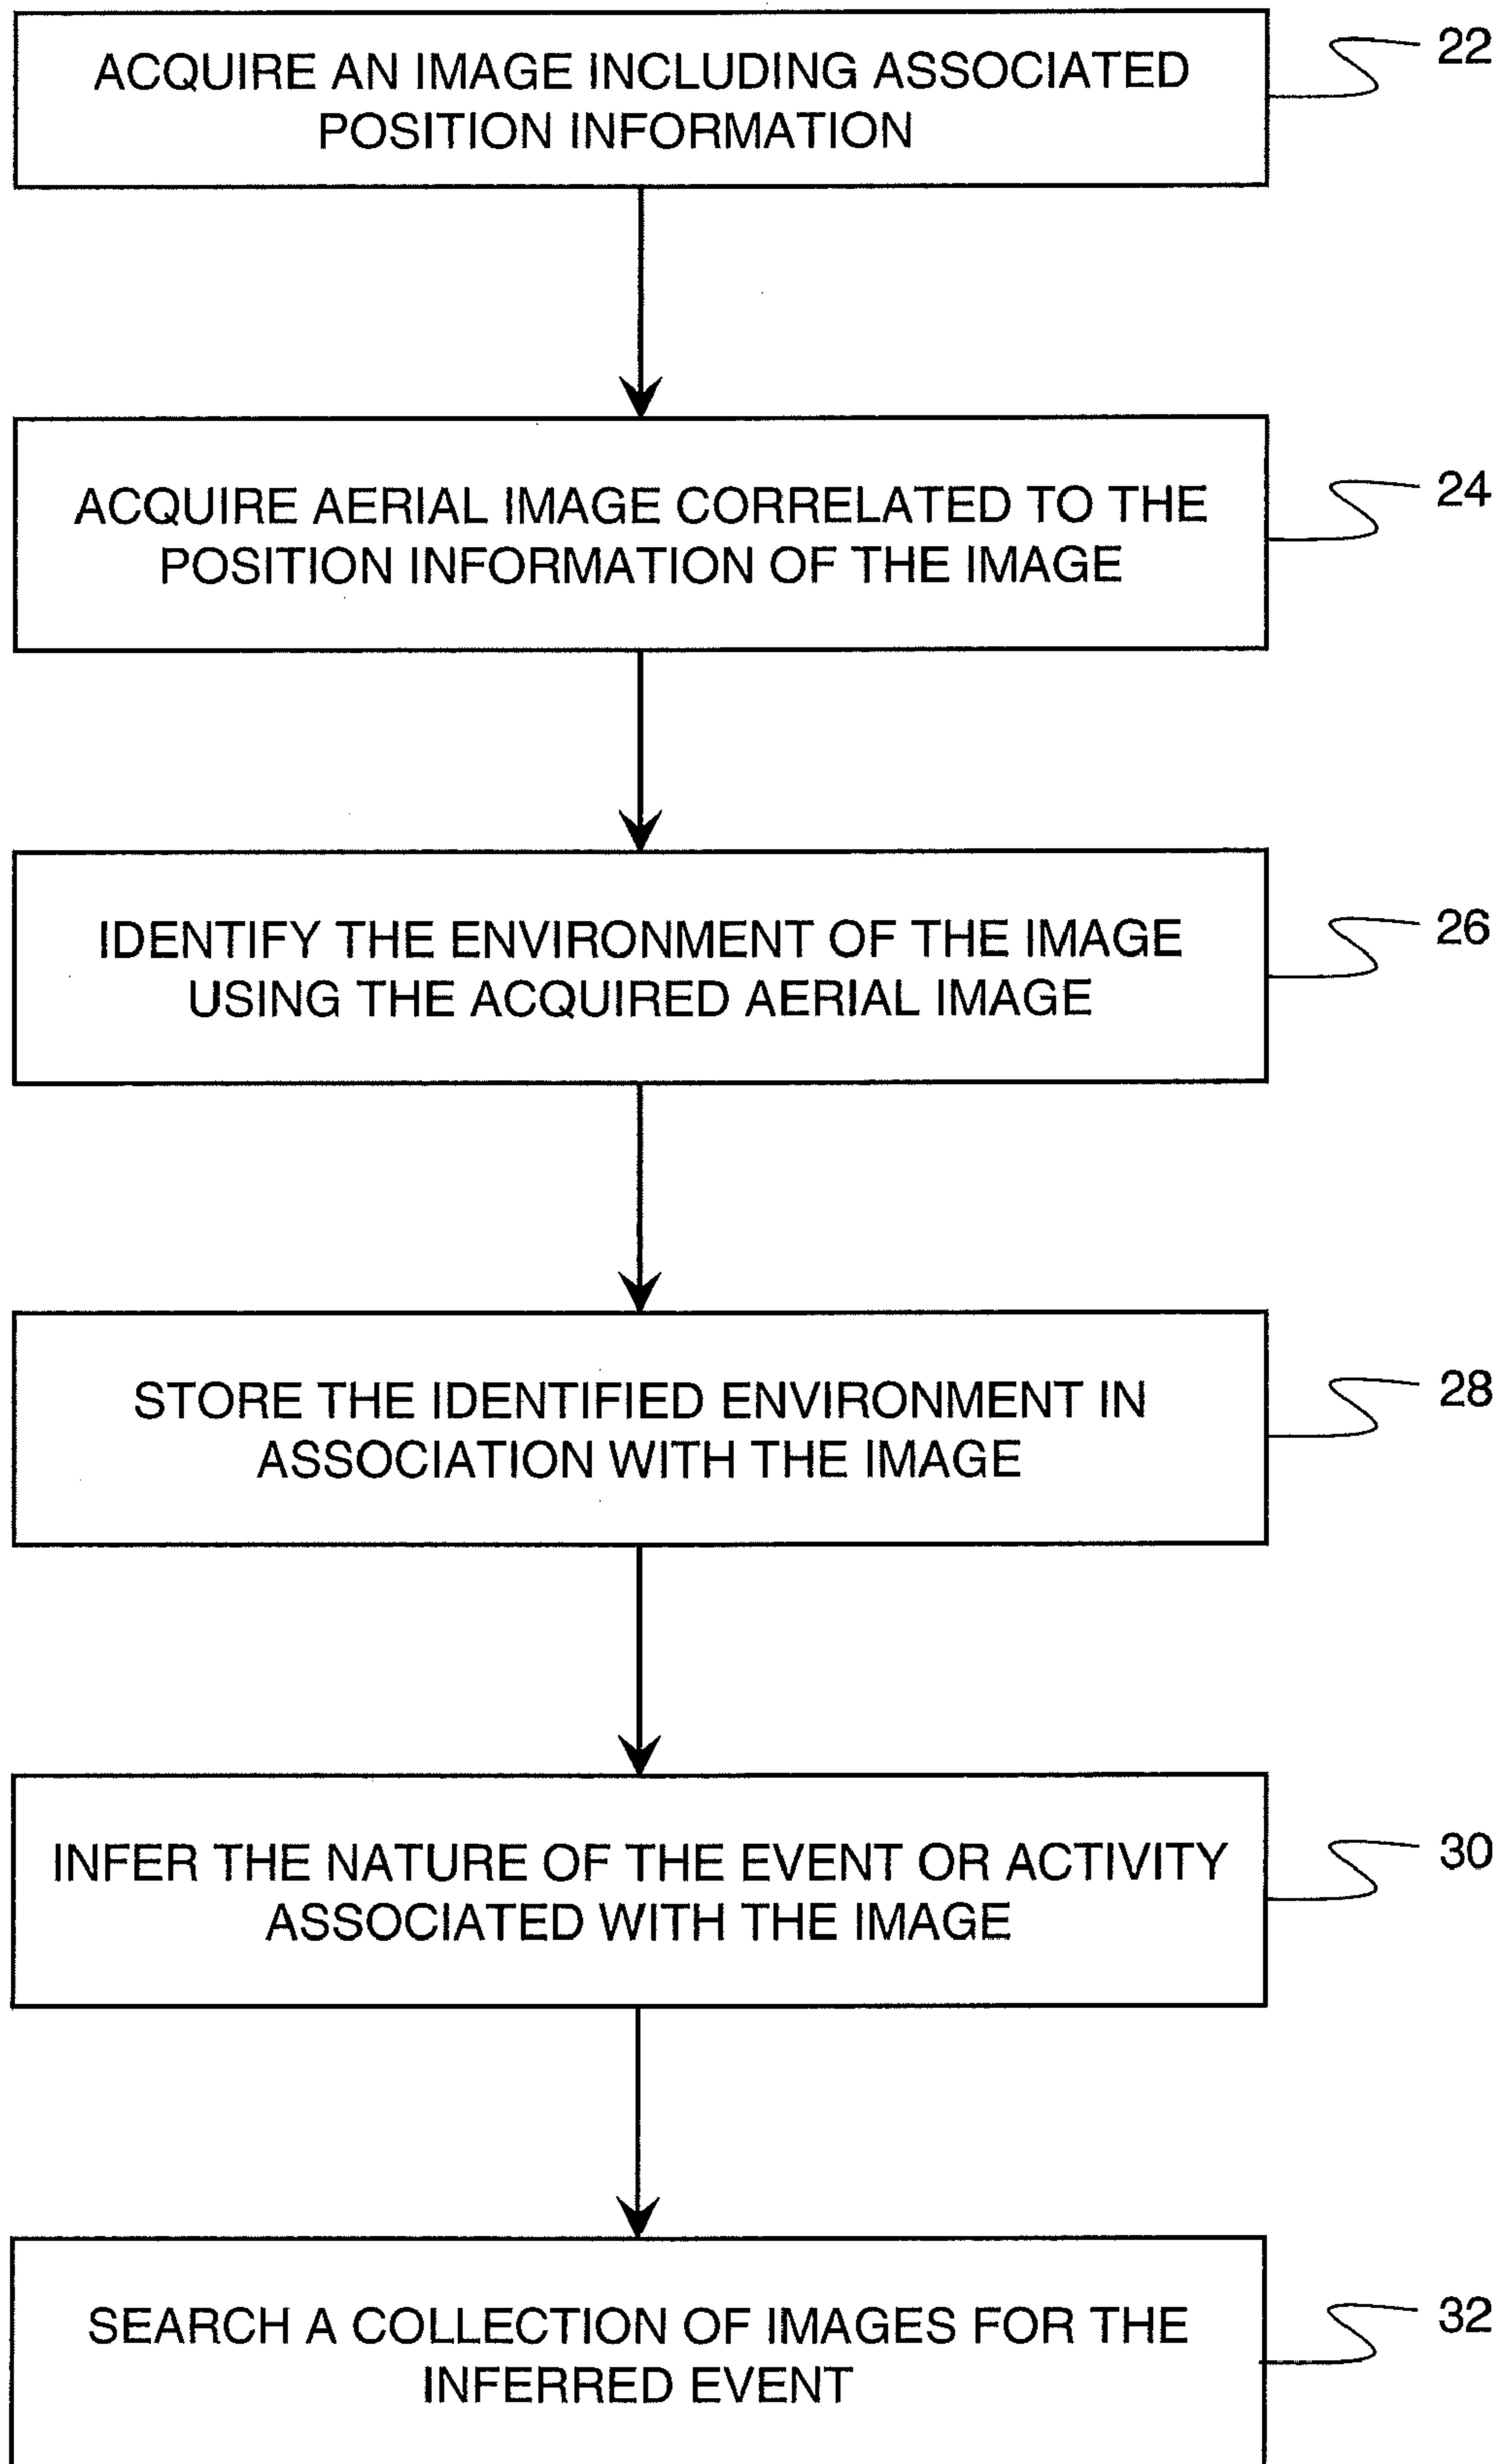 ACQUIRE AN IMAGE INCLUDING ASSOCIATED
POSITION INFORMATION
22
ACQUIRE AERIAL IMAGE CORRELATED TO THE
POSITION INFORMATION OF THE IMAGE
24
IDENTIFY THE ENVIRONMENT OF THE IMAGE
USING THE ACQUIRED AERIAL IMAGE
26
STORE THE IDENTIFIED ENVIRONMENT IN
ASSOCIATION WITH THE IMAGE
28
INFER THE NATURE OF THE EVENT OR ACTIVITY
ASSOCIATED WITH THE IMAGE
30
SEARCH A COLLECTION OF IMAGES FOR THE
INFERRED EVENT
32